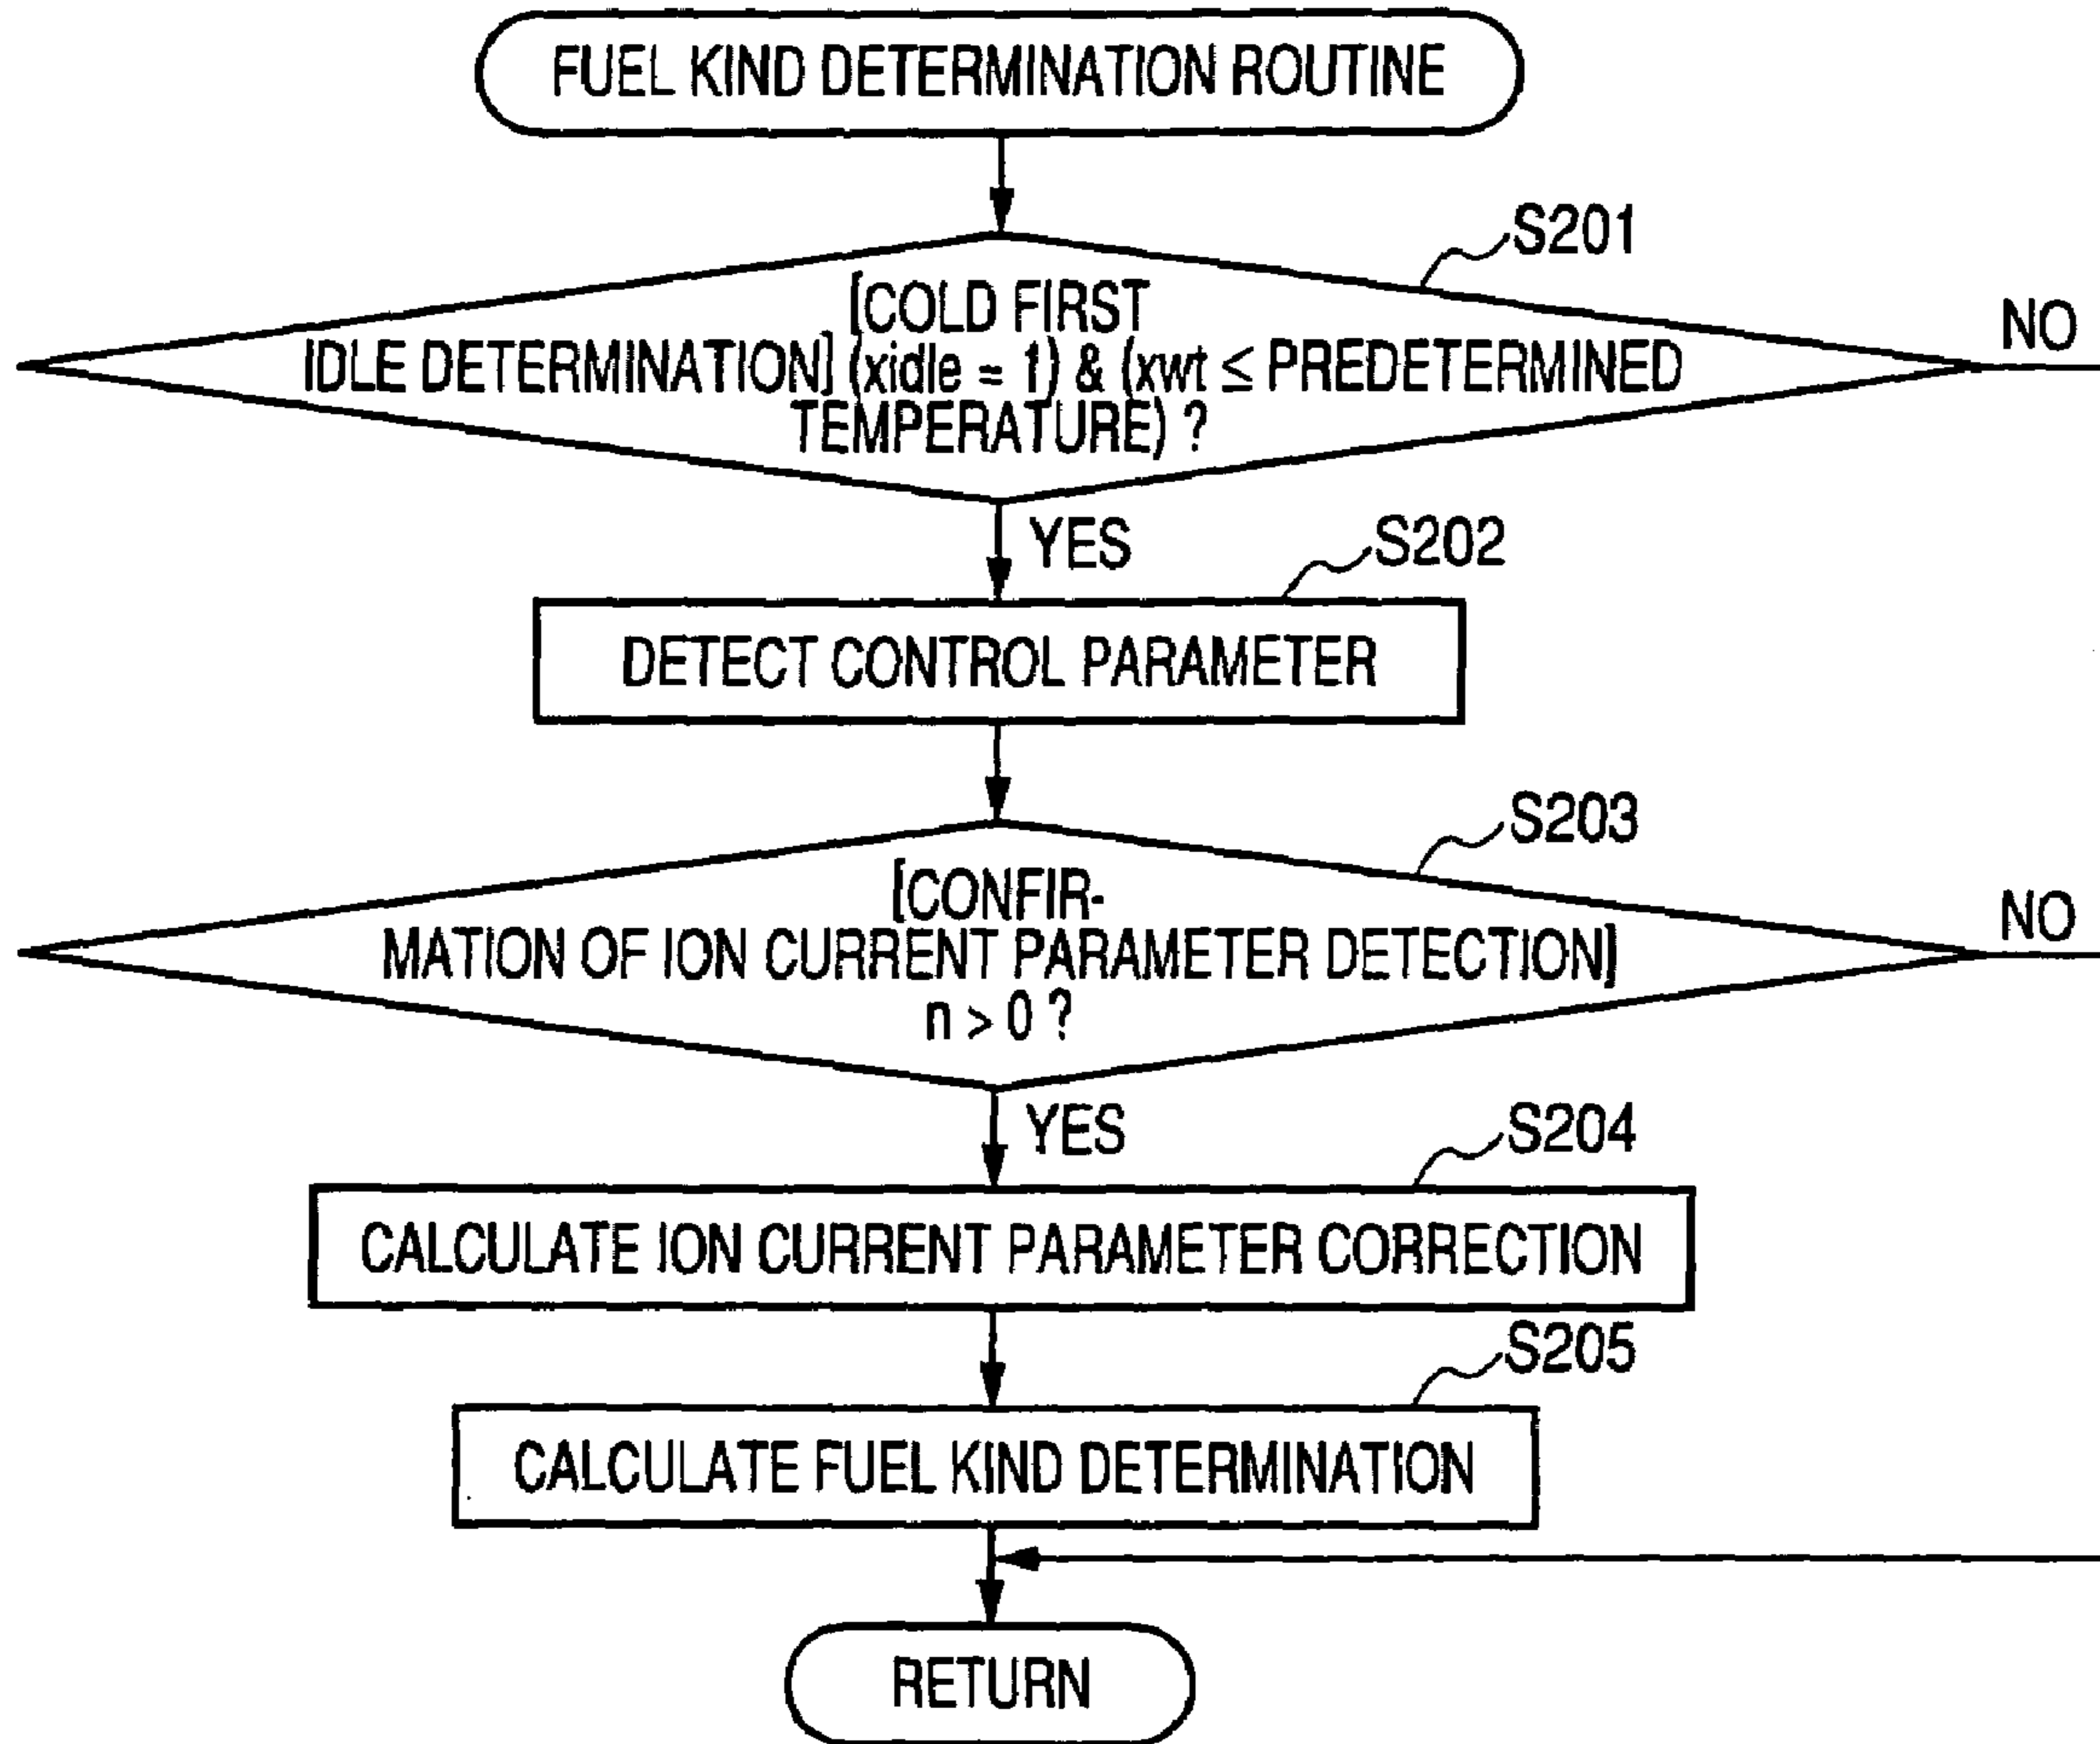 FUEL KIND DETERMINATION ROUTINE
S201
[COLD FIRST
IDLE DETERMINATION] (xidle = 1) & (xwt ≤ PREDETERMINED
TEMPERATURE) ?
NO
YES
S202
DETECT CONTROL PARAMETER
S203
[CONFIR-
MATION OF ION CURRENT PARAMETER DETECTION]
n > 0 ?
NO
YES
S204
CALCULATE ION CURRENT PARAMETER CORRECTION
S205
CALCULATE FUEL KIND DETERMINATION
RETURN